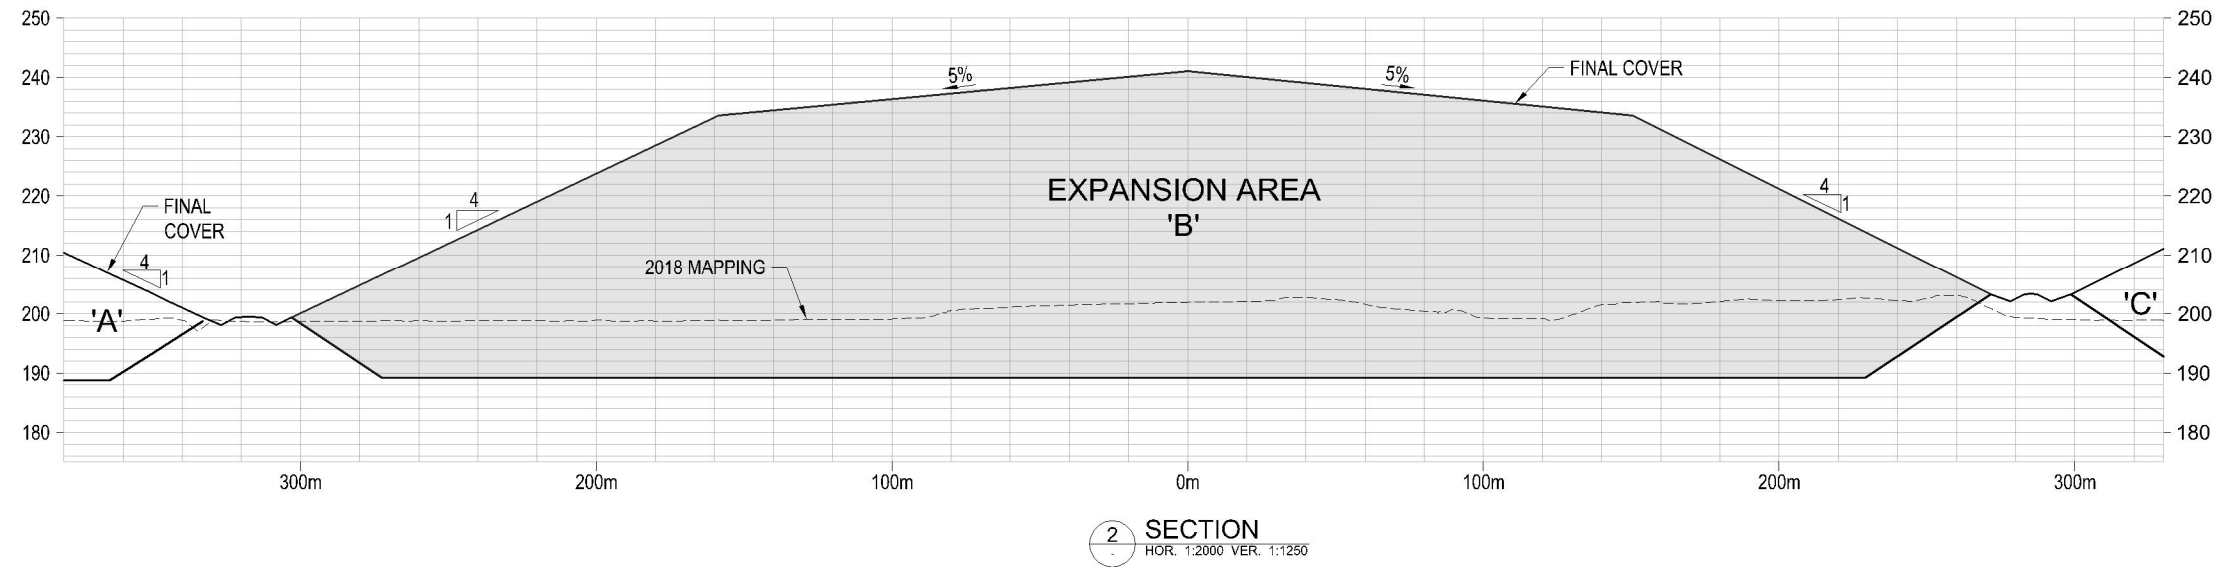 250
250
240
5%
5%
FINAL COVER
240
230
230
EXPANSION AREA
'B'
220
4
1
4
1
220
FINAL
COVER
210
4
1
2018 MAPPING
210
200
'A'
'C'
200
190
190
180
180
300m
200m
100m
0m
100m
200m
300m
2
-
SECTION
HOR. 1:2000 VER. 1:1250